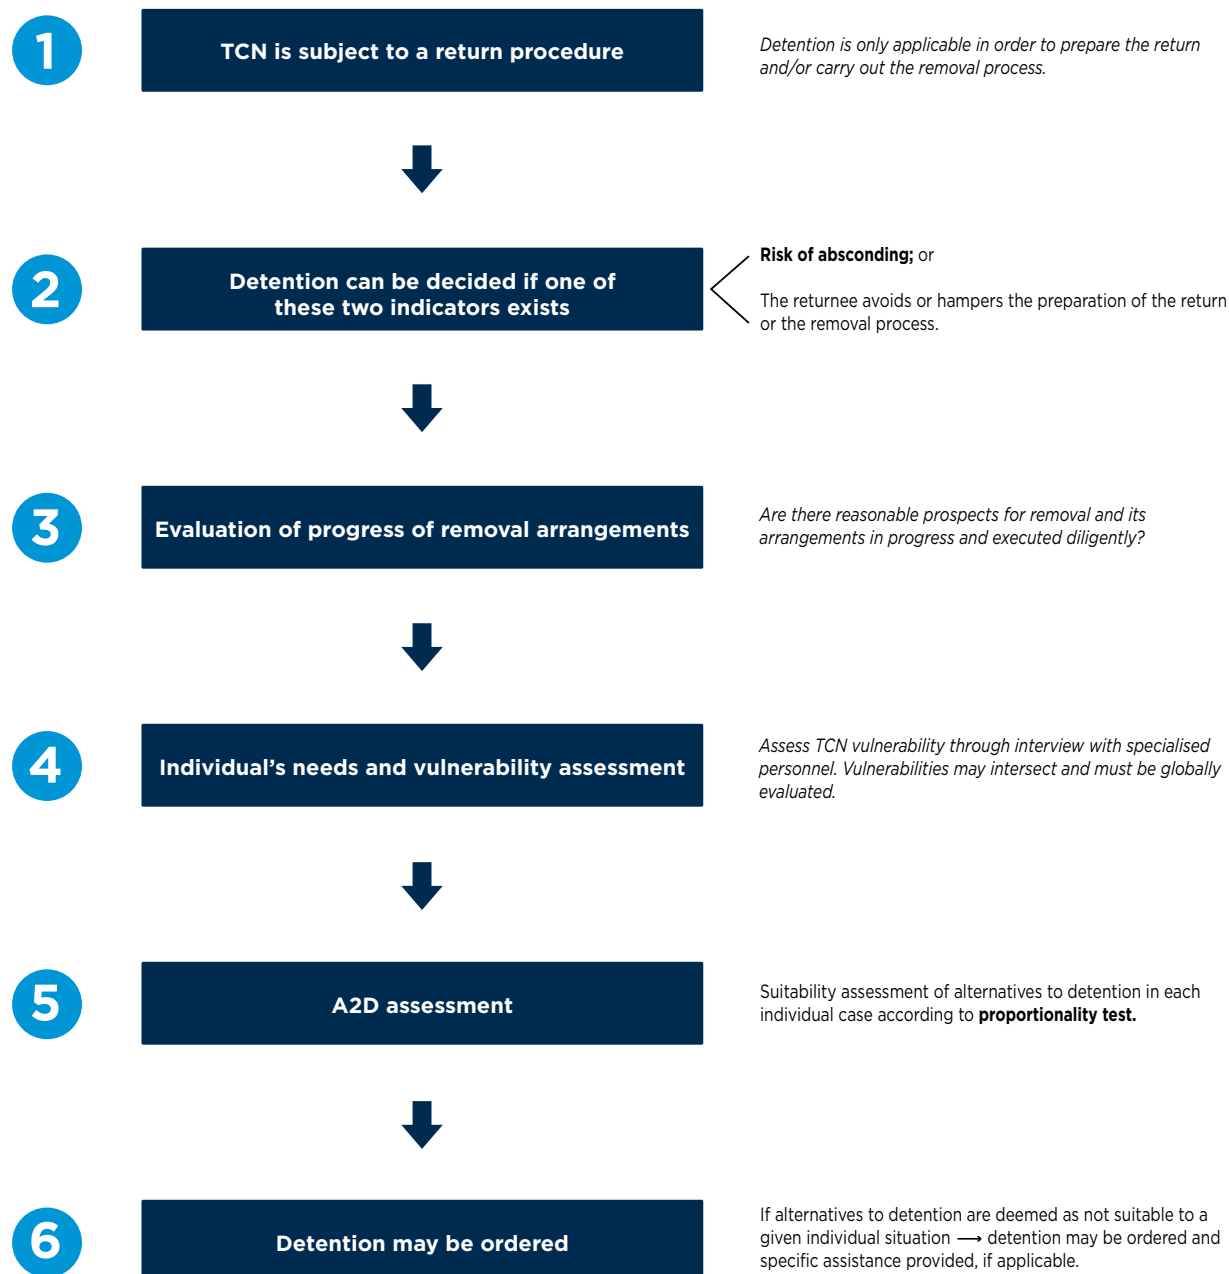 1
TCN is subject to a return procedure
Detention is only applicable in order to prepare the return
and/or carry out the removal process.
2
Detention can be decided if one of
these two indicators exists
Risk of absconding; or
The returnee avoids or hampers the preparation of the return
or the removal process.
3
Evaluation of progress of removal arrangements
Are there reasonable prospects for removal and its
arrangements in progress and executed diligently?
4
Individual's needs and vulnerability assessment
Assess TCN vulnerability through interview with specialised
personnel. Vulnerabilities may intersect and must be globally
evaluated.
5
A2D assessment
Suitability assessment of alternatives to detention in each
individual case according to proportionality test.
6
Detention may be ordered
If alternatives to detention are deemed as not suitable to a
given individual situation ⟶ detention may be ordered and
specific assistance provided, if applicable.